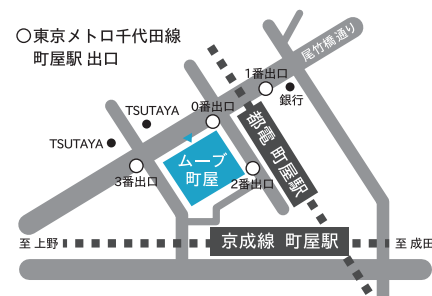 ○東京メトロ千代田線
町屋駅 出口
尾竹橋通り
1番出口
銀行
0番出口
TSUTAYA
TSUTAYA
都電 町屋駅
ムーブ
町屋
3番出口
2番出口
至 上野
京成線 町屋駅
至 成田